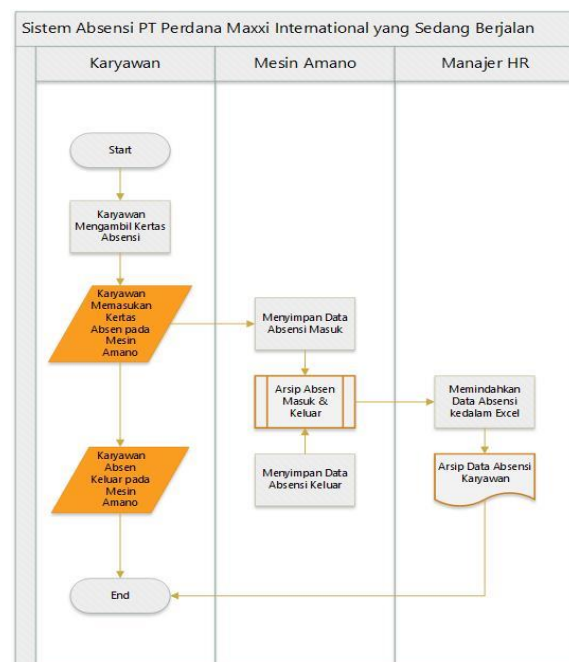 Sistem Absensi PT Perdana Maxxi International yang Sedang Berjalan
Karyawan
Mesin Amano
Manajer HR
Start
Karyawan
Mengambil Kertas
Absensi
Karyawan
Memasukan
Kertas
Absen pada
Mesin
Amano
Menyimpan Data
Absensi Masuk
Arsip Absen
Masuk &
Keluar
Memindahkan
Data Absensi
kedalam Excel
Karyawan
Absen
Keluar pada
Mesin
Amano
Menyimpan Data
Absensi Keluar
Arsip Data Absensi
Karyawan
End